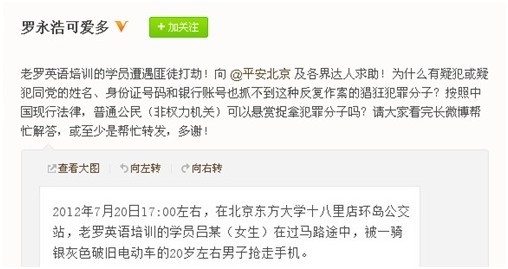 罗永浩可爱多
+ 加关注
老罗英语培训的学员遭遇匪徒打劫！向 @平安北京 及各界达人求助！为什么有疑犯或疑
犯同党的姓名、身份证号码和银行账号也抓不到这种反复作案的猖狂犯罪分子？按照中
国现行法律，普通公民（非权力机关）可以悬赏捉拿犯罪分子吗？请大家看完长微博帮
忙解答，或至少是帮忙转发，多谢！
查看大图 向左转 向右转
2012年7月20日17:00左右，在北京东方大学十八里店环岛公交
站，老罗英语培训的学员吕某（女生）在过马路途中，被一骑
银灰色破旧电动车的20岁左右男子抢走手机。